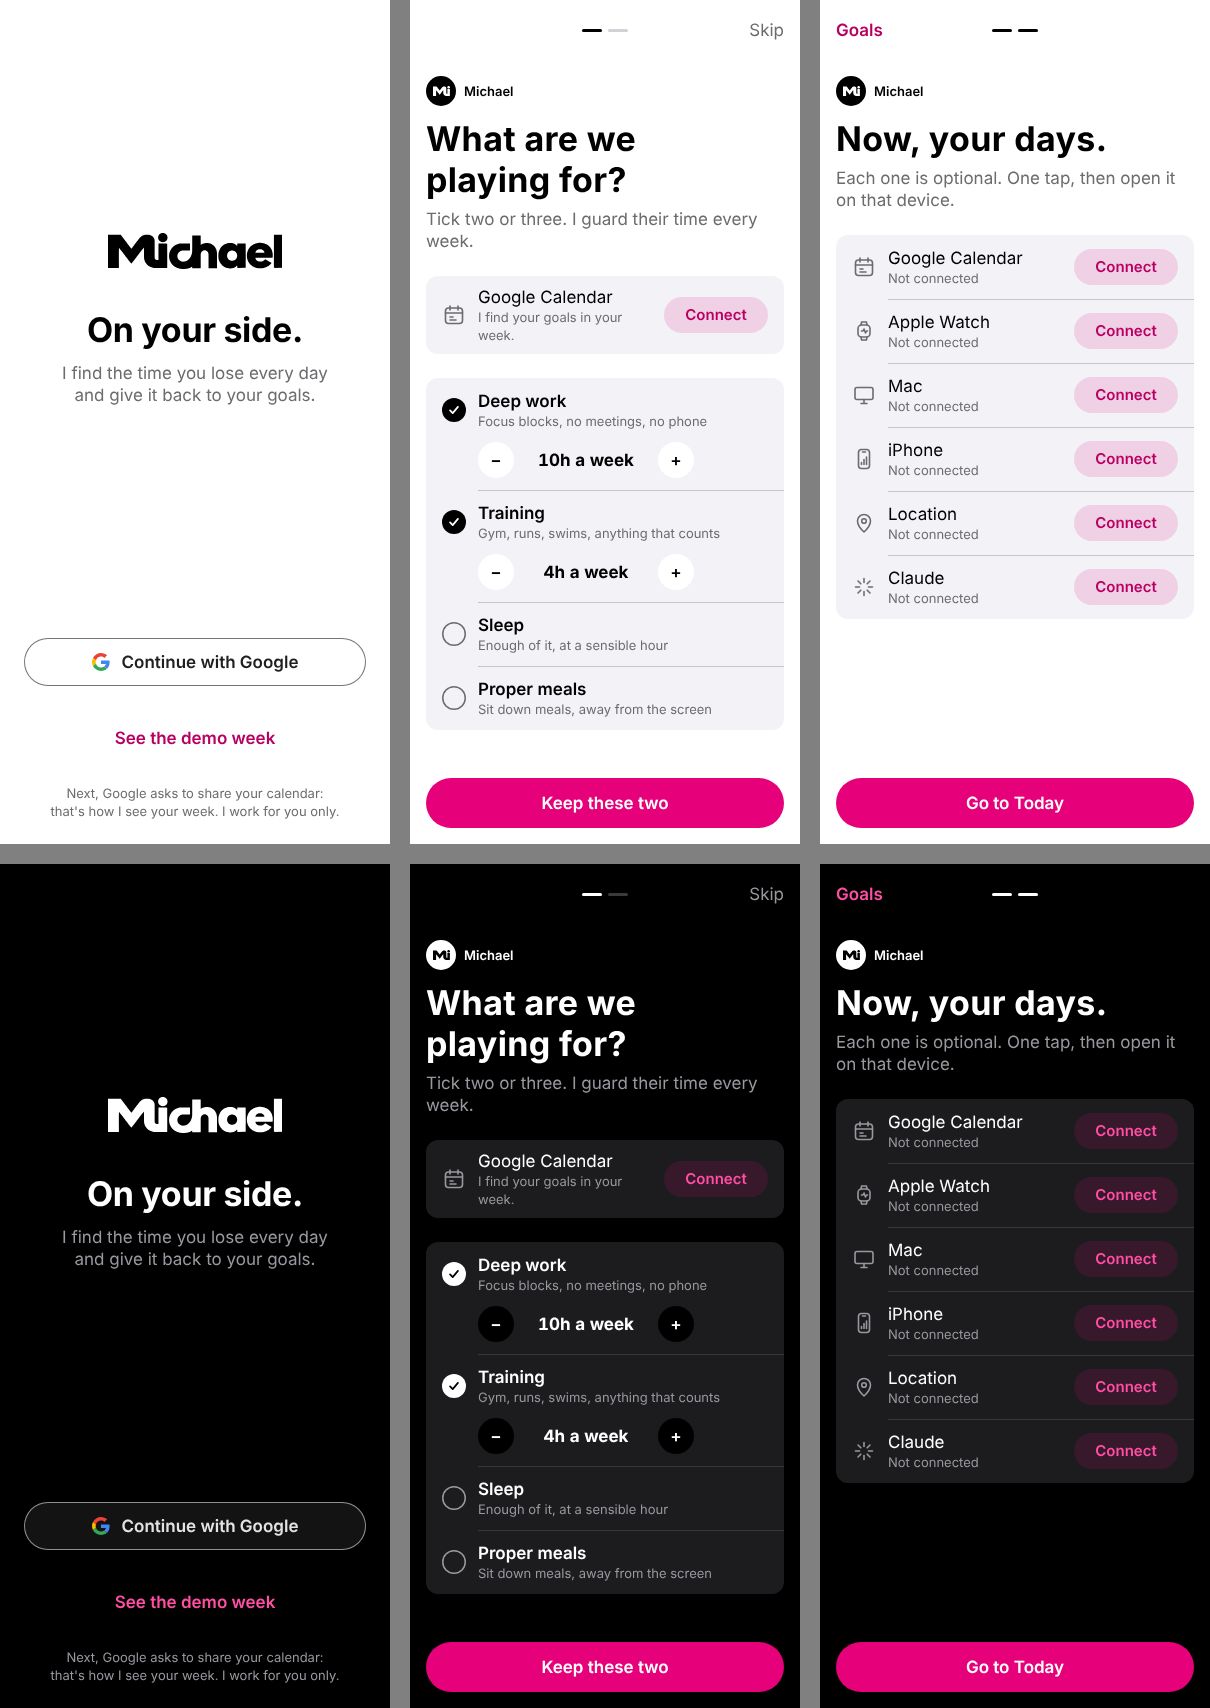 Michael
On your side.
I find the time you lose every day
and give it back to your goals.
Continue with Google
See the demo week
Next, Google asks to share your calendar:
that's how I see your week. I work for you only.
Skip
Mi Michael
What are we
playing for?
Tick two or three. I guard their time every
week.
Google Calendar
I find your goals in your
week.
Connect
Deep work
Focus blocks, no meetings, no phone
– 10h a week +
Training
Gym, runs, swims, anything that counts
– 4h a week +
Sleep
Enough of it, at a sensible hour
Proper meals
Sit down meals, away from the screen
Keep these two
Goals
Mi Michael
Now, your days.
Each one is optional. One tap, then open it
on that device.
Google Calendar
Not connected
Connect
Apple Watch
Not connected
Connect
Mac
Not connected
Connect
iPhone
Not connected
Connect
Location
Not connected
Connect
Claude
Not connected
Connect
Go to Today
Michael
On your side.
I find the time you lose every day
and give it back to your goals.
Continue with Google
See the demo week
Next, Google asks to share your calendar:
that's how I see your week. I work for you only.
Skip
Mi Michael
What are we
playing for?
Tick two or three. I guard their time every
week.
Google Calendar
I find your goals in your
week.
Connect
Deep work
Focus blocks, no meetings, no phone
– 10h a week +
Training
Gym, runs, swims, anything that counts
– 4h a week +
Sleep
Enough of it, at a sensible hour
Proper meals
Sit down meals, away from the screen
Keep these two
Goals
Mi Michael
Now, your days.
Each one is optional. One tap, then open it
on that device.
Google Calendar
Not connected
Connect
Apple Watch
Not connected
Connect
Mac
Not connected
Connect
iPhone
Not connected
Connect
Location
Not connected
Connect
Claude
Not connected
Connect
Go to Today